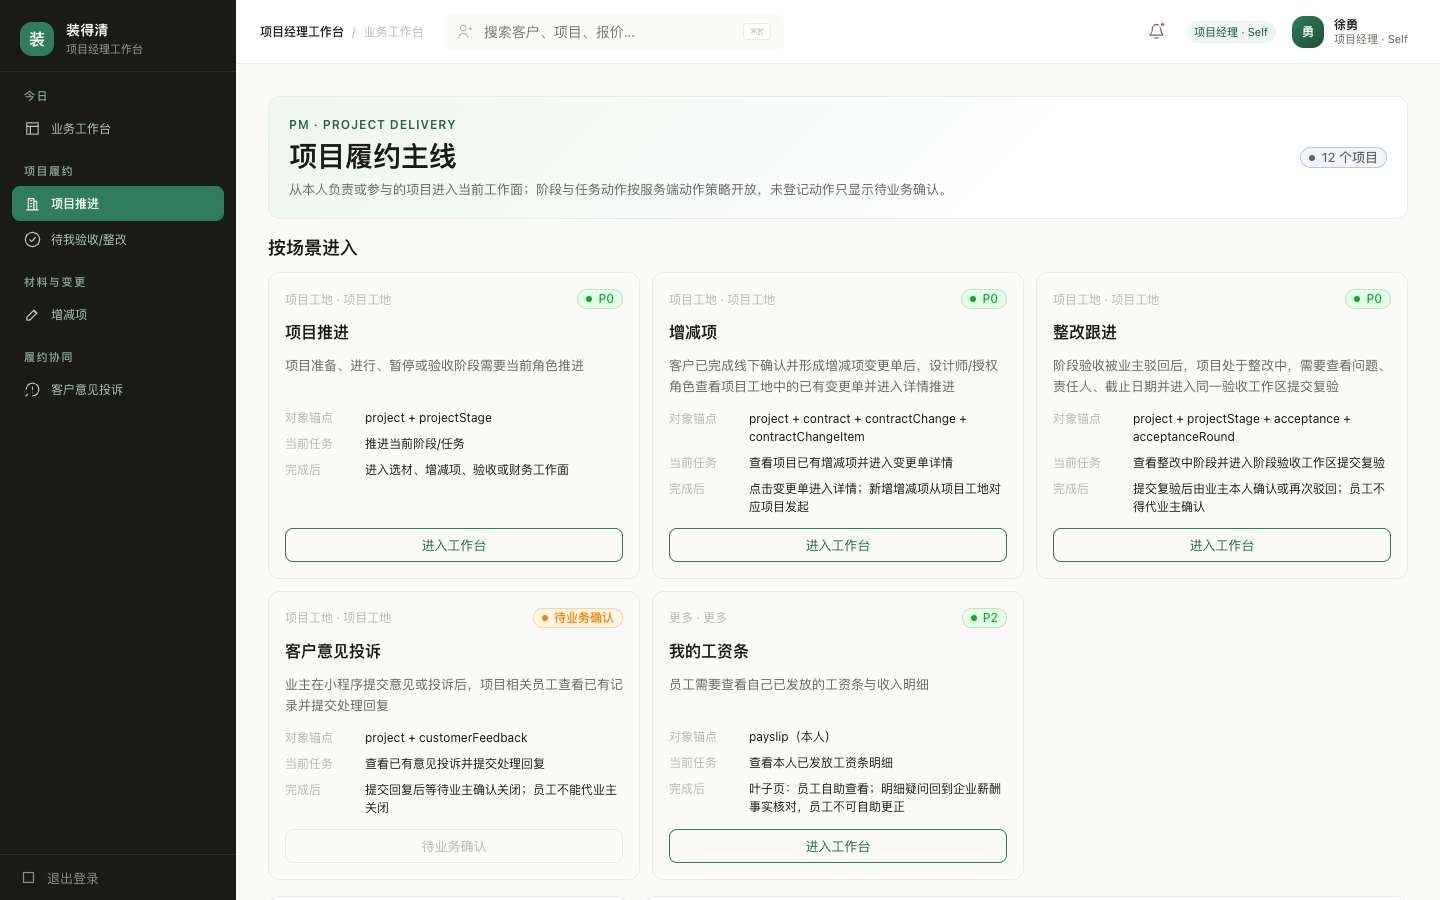 装
装得清
项目经理工作台
今日
业务工作台
项目履约
项目推进
待我验收/整改
材料与变更
增减项
履约协同
客户意见投诉
退出登录
项目经理工作台 / 业务工作台
搜索客户、项目、报价...
⌘K
项目经理 · Self
勇
徐勇
项目经理 · Self
PM · PROJECT DELIVERY
项目履约主线
从本人负责或参与的项目进入当前工作面；阶段与任务动作按服务端动作策略开放，未登记动作只显示待业务确认。
12 个项目
按场景进入
项目工地 · 项目工地
P0
项目推进
项目准备、进行、暂停或验收阶段需要当前角色推进
对象锚点 project + projectStage
当前任务 推进当前阶段/任务
完成后 进入选材、增减项、验收或财务工作面
进入工作台
项目工地 · 项目工地
P0
增减项
客户已完成线下确认并形成增减项变更单后，设计师/授权
角色查看项目工地中的已有变更单并进入详情推进
对象锚点 project + contract + contractChange +
contractChangeItem
当前任务 查看项目已有增减项并进入变更单详情
完成后 点击变更单进入详情；新增增减项从项目工地对
应项目发起
进入工作台
项目工地 · 项目工地
P0
整改跟进
阶段验收被业主驳回后，项目处于整改中，需要查看问题、
责任人、截止日期并进入同一验收工作区提交复验
对象锚点 project + projectStage + acceptance +
acceptanceRound
当前任务 查看整改中阶段并进入阶段验收工作区提交复验
完成后 提交复验后由业主本人确认或再次驳回；员工不
得代业主确认
进入工作台
项目工地 · 项目工地
待业务确认
客户意见投诉
业主在小程序提交意见或投诉后，项目相关员工查看已有记
录并提交处理回复
对象锚点 project + customerFeedback
当前任务 查看已有意见投诉并提交处理回复
完成后 提交回复后等待业主确认关闭；员工不能代业主
关闭
待业务确认
更多 · 更多
P2
我的工资条
员工需要查看自己已发放的工资条与收入明细
对象锚点 payslip（本人）
当前任务 查看本人已发放工资条明细
完成后 叶子页：员工自助查看；明细疑问回到企业薪酬
事实核对，员工不可自助更正
进入工作台